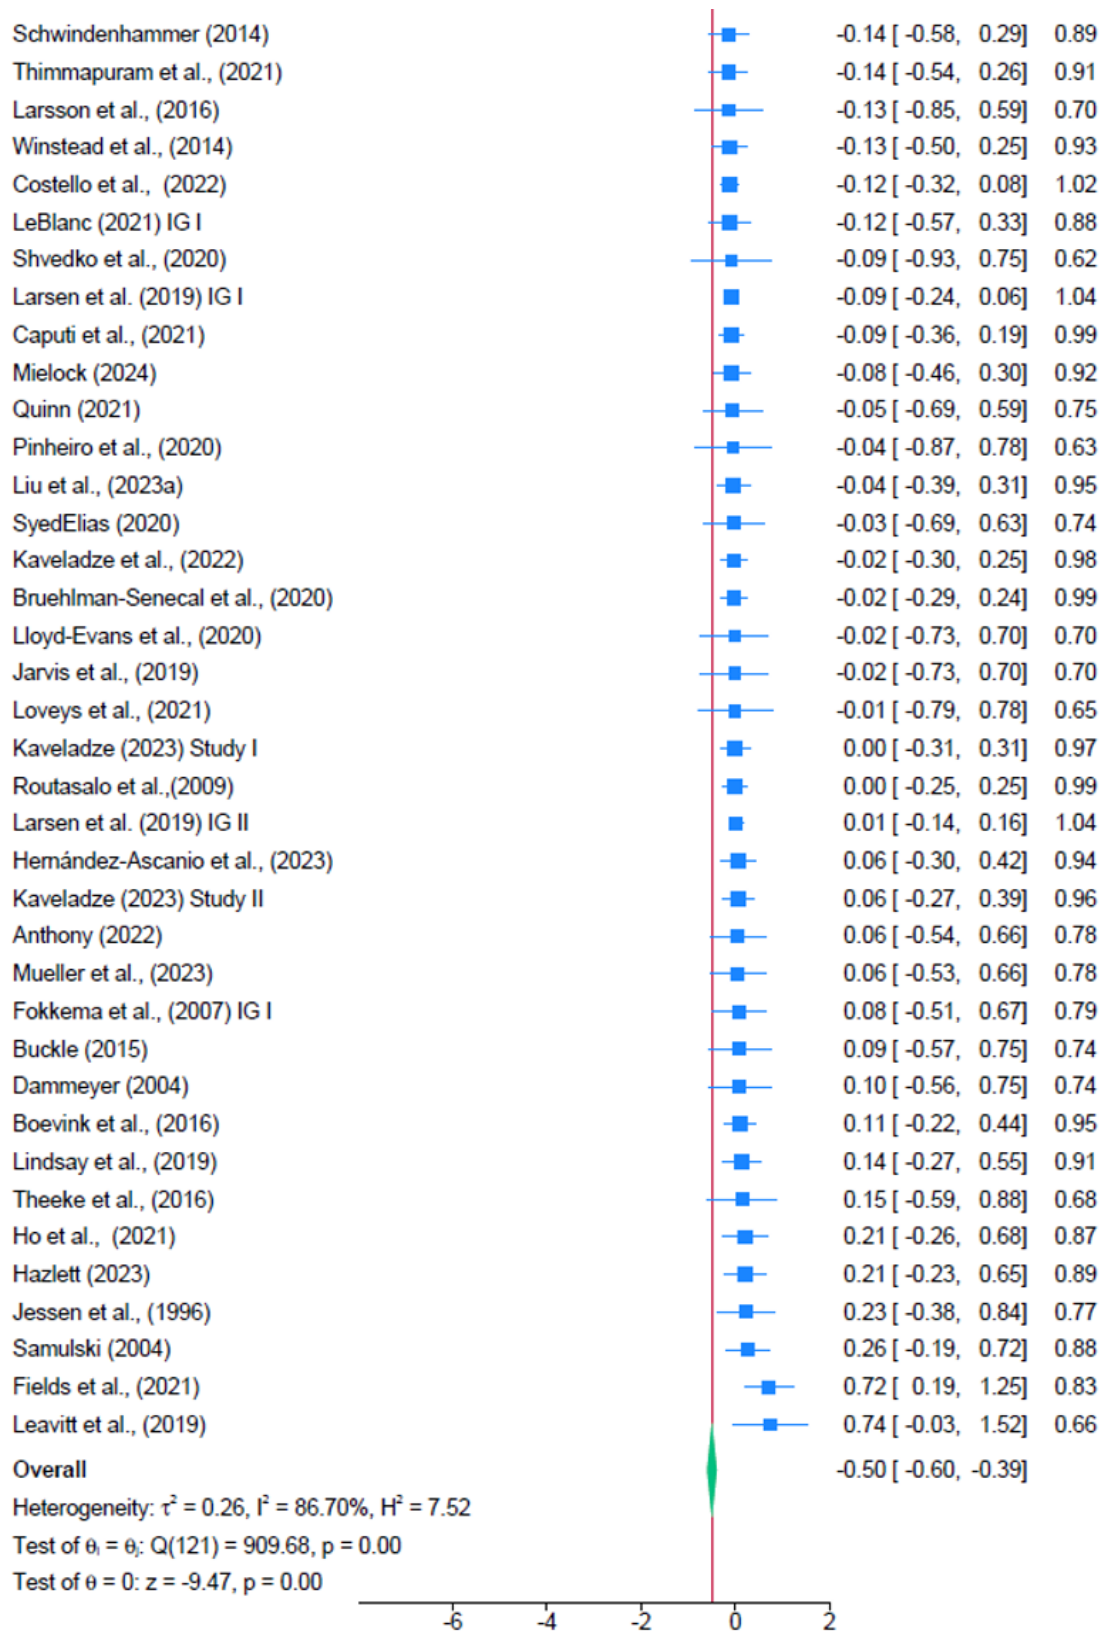 Schwindenhammer (2014) -0.14 [ -0.58, 0.29] 0.89
Thimmapuram et al., (2021) -0.14 [ -0.54, 0.26] 0.91
Larsson et al., (2016) -0.13 [ -0.85, 0.59] 0.70
Winstead et al., (2014) -0.13 [ -0.50, 0.25] 0.93
Costello et al., (2022) -0.12 [ -0.32, 0.08] 1.02
LeBlanc (2021) IG I -0.12 [ -0.57, 0.33] 0.88
Shvedko et al., (2020) -0.09 [ -0.93, 0.75] 0.62
Larsen et al. (2019) IG I -0.09 [ -0.24, 0.06] 1.04
Caputi et al., (2021) -0.09 [ -0.36, 0.19] 0.99
Mielock (2024) -0.08 [ -0.46, 0.30] 0.92
Quinn (2021) -0.05 [ -0.69, 0.59] 0.75
Pinheiro et al., (2020) -0.04 [ -0.87, 0.78] 0.63
Liu et al., (2023a) -0.04 [ -0.39, 0.31] 0.95
SyedElias (2020) -0.03 [ -0.69, 0.63] 0.74
Kaveladze et al., (2022) -0.02 [ -0.30, 0.25] 0.98
Bruehlman-Senecal et al., (2020) -0.02 [ -0.29, 0.24] 0.99
Lloyd-Evans et al., (2020) -0.02 [ -0.73, 0.70] 0.70
Jarvis et al., (2019) -0.02 [ -0.73, 0.70] 0.70
Loveys et al., (2021) -0.01 [ -0.79, 0.78] 0.65
Kaveladze (2023) Study I 0.00 [ -0.31, 0.31] 0.97
Routasalo et al.,(2009) 0.00 [ -0.25, 0.25] 0.99
Larsen et al. (2019) IG II 0.01 [ -0.14, 0.16] 1.04
Hernández-Ascanio et al., (2023) 0.06 [ -0.30, 0.42] 0.94
Kaveladze (2023) Study II 0.06 [ -0.27, 0.39] 0.96
Anthony (2022) 0.06 [ -0.54, 0.66] 0.78
Mueller et al., (2023) 0.06 [ -0.53, 0.66] 0.78
Fokkema et al., (2007) IG I 0.08 [ -0.51, 0.67] 0.79
Buckle (2015) 0.09 [ -0.57, 0.75] 0.74
Dammeyer (2004) 0.10 [ -0.56, 0.75] 0.74
Boevink et al., (2016) 0.11 [ -0.22, 0.44] 0.95
Lindsay et al., (2019) 0.14 [ -0.27, 0.55] 0.91
Theeke et al., (2016) 0.15 [ -0.59, 0.88] 0.68
Ho et al., (2021) 0.21 [ -0.26, 0.68] 0.87
Hazlett (2023) 0.21 [ -0.23, 0.65] 0.89
Jessen et al., (1996) 0.23 [ -0.38, 0.84] 0.77
Samulski (2004) 0.26 [ -0.19, 0.72] 0.88
Fields et al., (2021) 0.72 [ 0.19, 1.25] 0.83
Leavitt et al., (2019) 0.74 [ -0.03, 1.52] 0.66
Overall -0.50 [ -0.60, -0.39]
Heterogeneity: τ² = 0.26, I² = 86.70%, H² = 7.52
Test of θᵢ = θⱼ: Q(121) = 909.68, p = 0.00
Test of θ = 0: z = -9.47, p = 0.00
-6 -4 -2 0 2